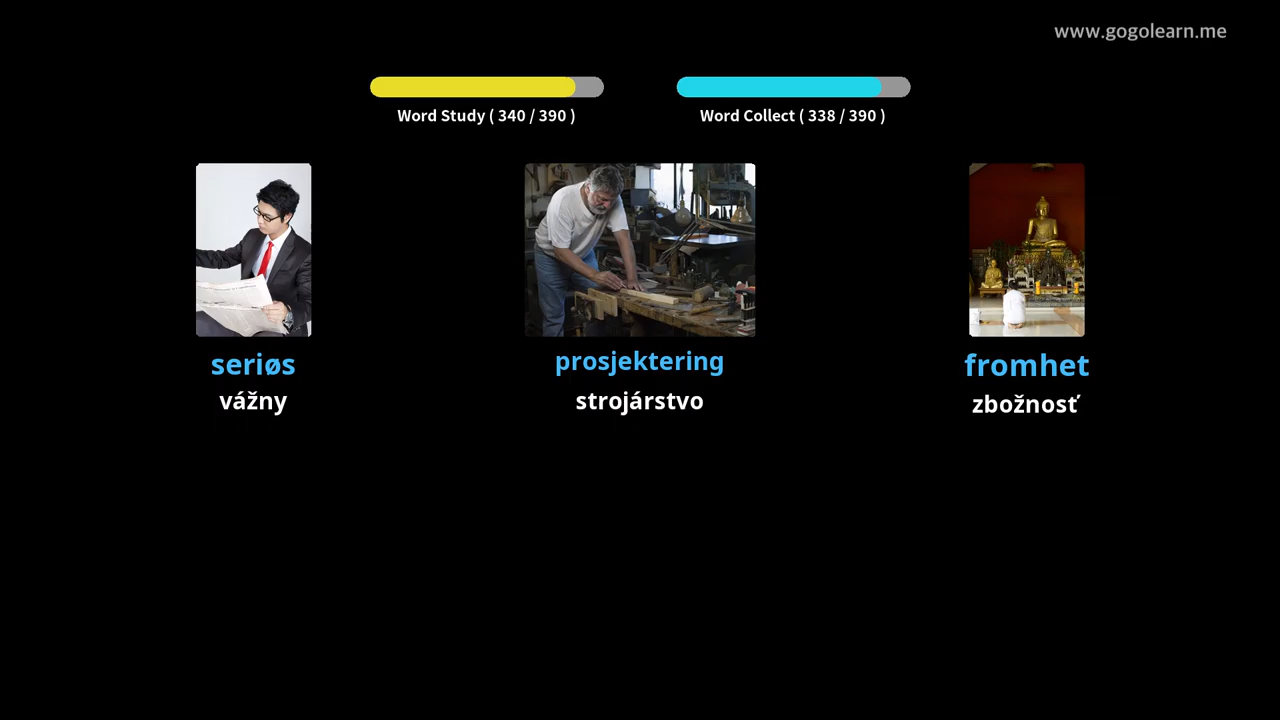 www.gogolearn.me
Word Study ( 340 / 390 )
Word Collect ( 338 / 390 )
seriøs
vážny
prosjektering
strojárstvo
fromhet
zbožnosť